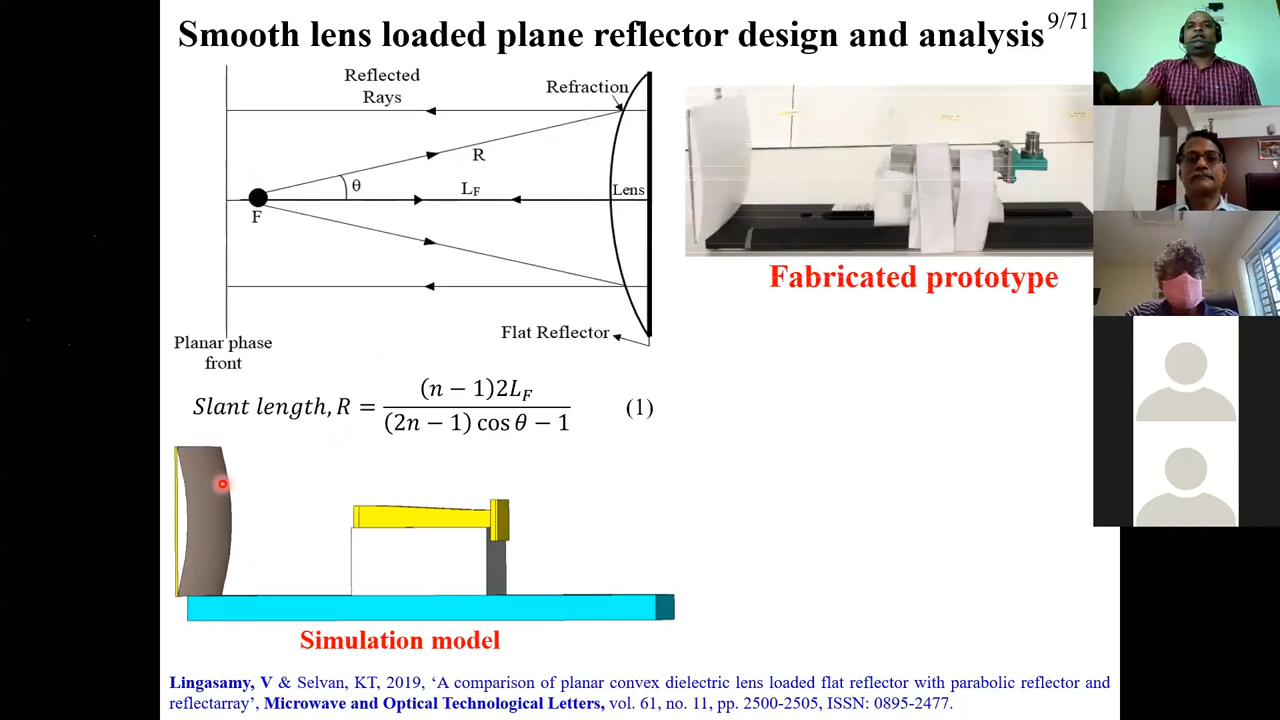 Smooth lens loaded plane reflector design and analysis
9/71
Reflected
Rays
Refraction
R
θ
L_F
Lens
F
Flat Reflector
Planar phase
front
Slant length, R = (n − 1)2L_F / (2n − 1) cos θ − 1 (1)
Fabricated prototype
Simulation model
Lingasamy, V & Selvan, KT, 2019, ‘A comparison of planar convex dielectric lens loaded flat reflector with parabolic reflector and
reflectarray’, Microwave and Optical Technological Letters, vol. 61, no. 11, pp. 2500-2505, ISSN: 0895-2477.